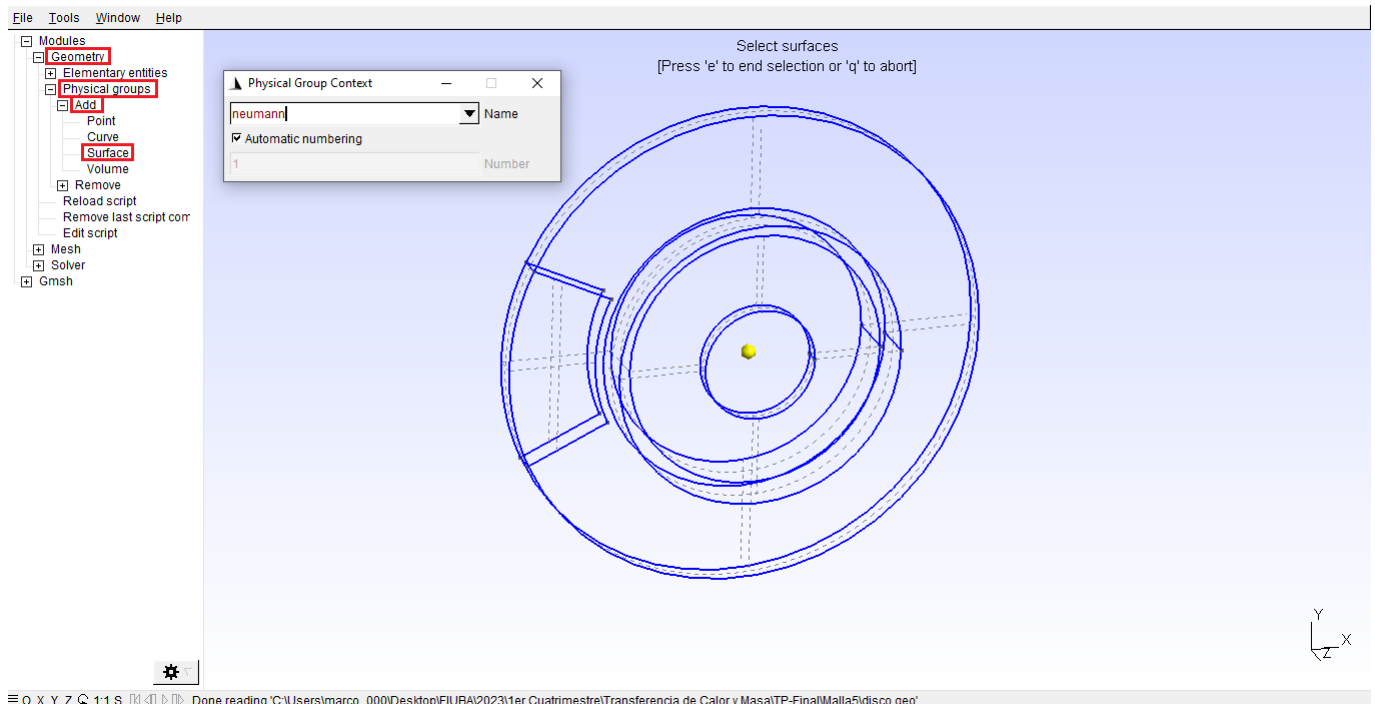 File Tools Window Help
Modules
Geometry
Elementary entities
Physical groups
Add
Point
Curve
Surface
Volume
Remove
Reload script
Remove last script com
Edit script
Mesh
Solver
Gmsh
Select surfaces
[Press 'e' to end selection or 'q' to abort]
Physical Group Context
neumann Name
Automatic numbering
1 Number
Y
X
Z
O X Y Z 1:1 S Done reading 'C:\Users\marco_000\Desktop\FIUBA\2023\1er Cuatrimestre\Transferencia de Calor y Masa\TP-Final\Malla5\disco.geo'